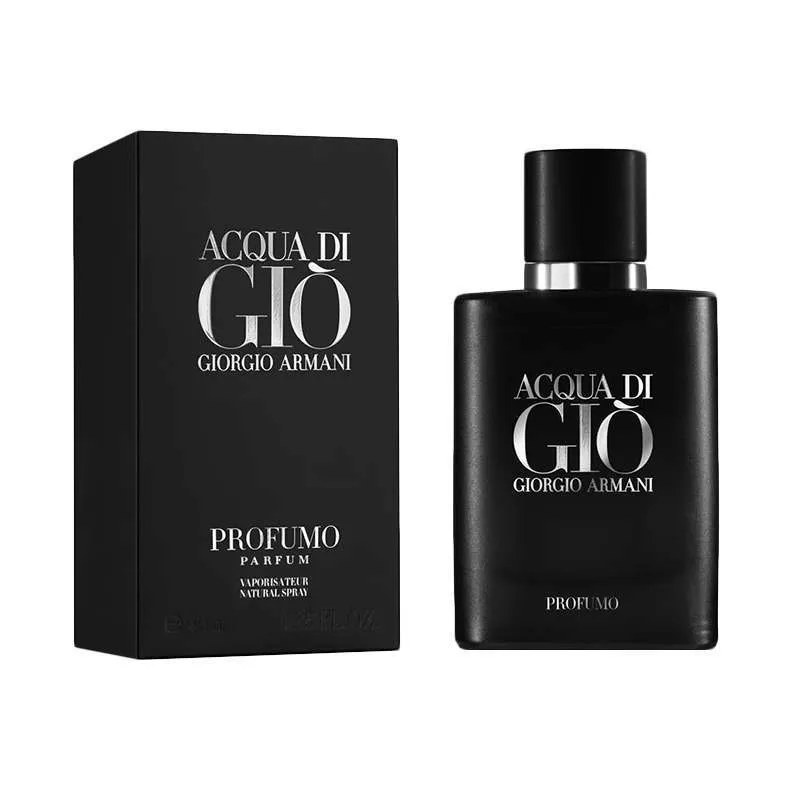 ACQUA DI
GIÒ
GIORGIO ARMANI
PROFUMO
PARFUM
VAPORISATEUR
NATURAL SPRAY
ACQUA DI
GIÒ
GIORGIO ARMANI
PROFUMO